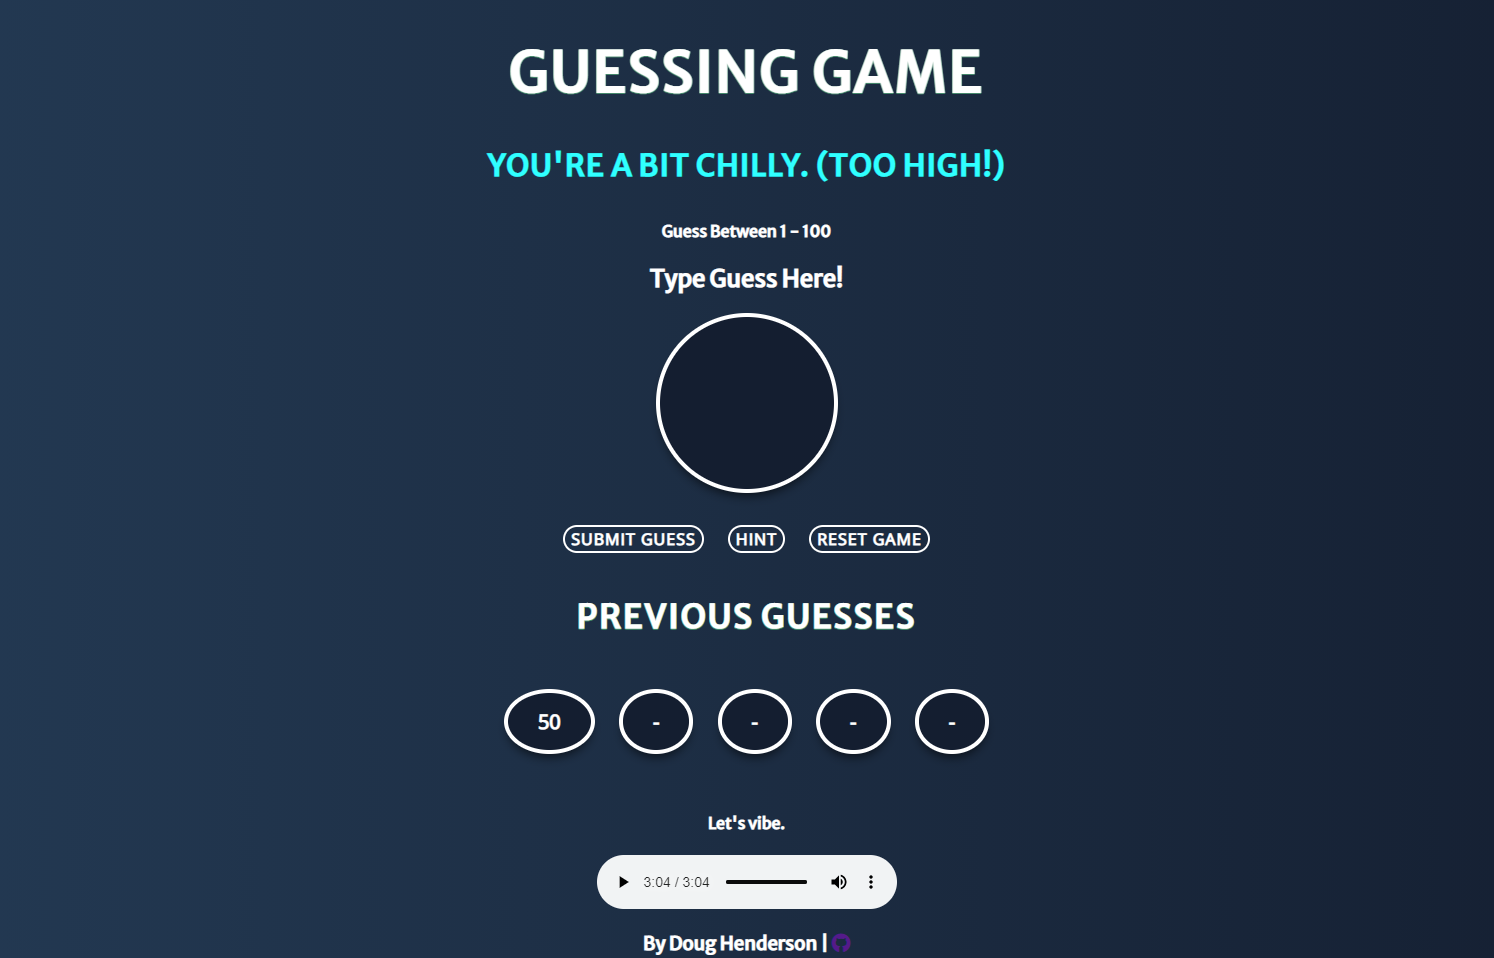 GUESSING GAME
YOU'RE A BIT CHILLY. (TOO HIGH!)
Guess Between 1 - 100
Type Guess Here!
SUBMIT GUESS HINT RESET GAME
PREVIOUS GUESSES
50 - - - -
Let's vibe.
3:04 / 3:04
By Doug Henderson |